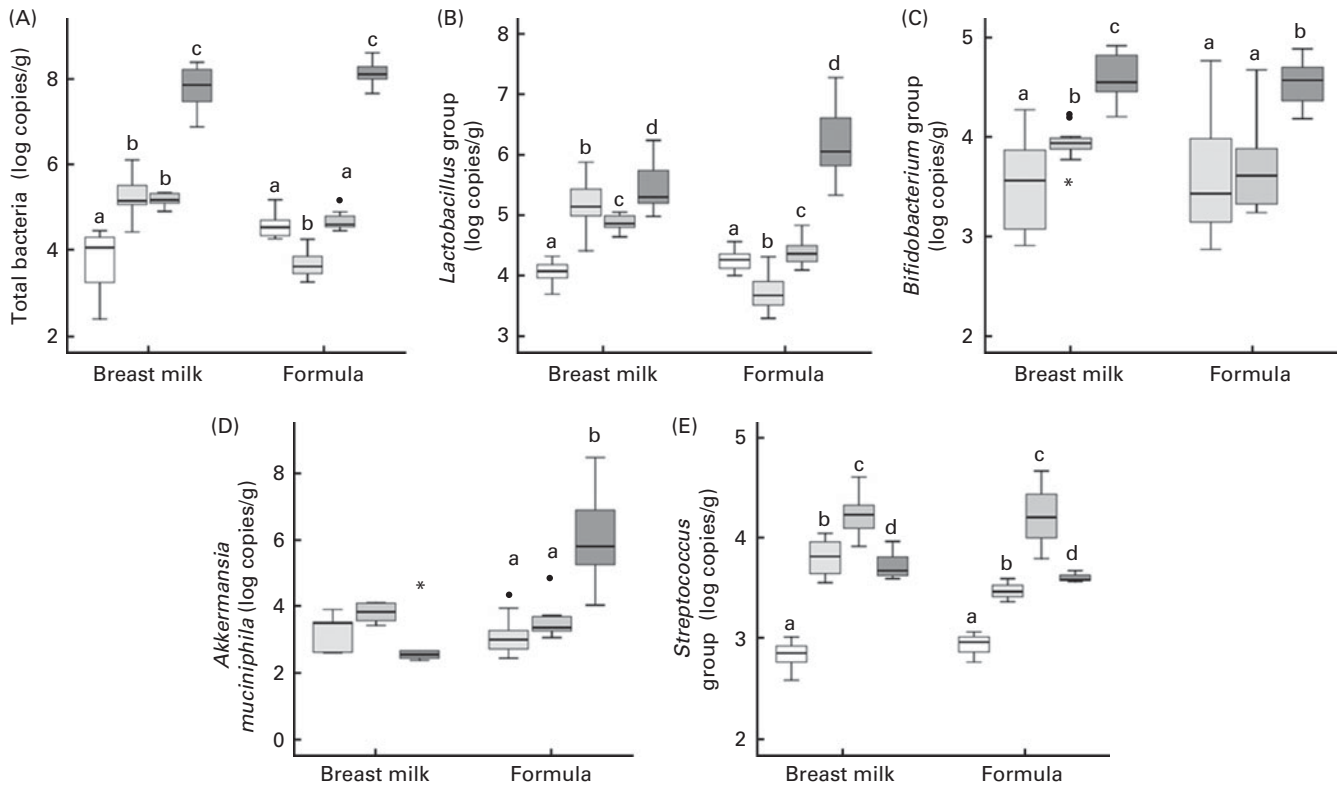 (A)
Total bacteria (log copies/g)
8
6
4
2
a
b
b
c
a
b
a
c
Breast milk
Formula
(B)
Lactobacillus group
(log copies/g)
8
7
6
5
4
3
a
b
c
d
a
b
c
d
Breast milk
Formula
(C)
Bifidobacterium group
(log copies/g)
5
4
3
2
a
b
*
c
a
a
b
Breast milk
Formula
(D)
Akkermansia
muciniphila (log copies/g)
8
6
4
2
0
*
a
a
b
Breast milk
Formula
(E)
Streptococcus
group (log copies/g)
5
4
3
2
a
b
c
d
a
b
c
d
Breast milk
Formula